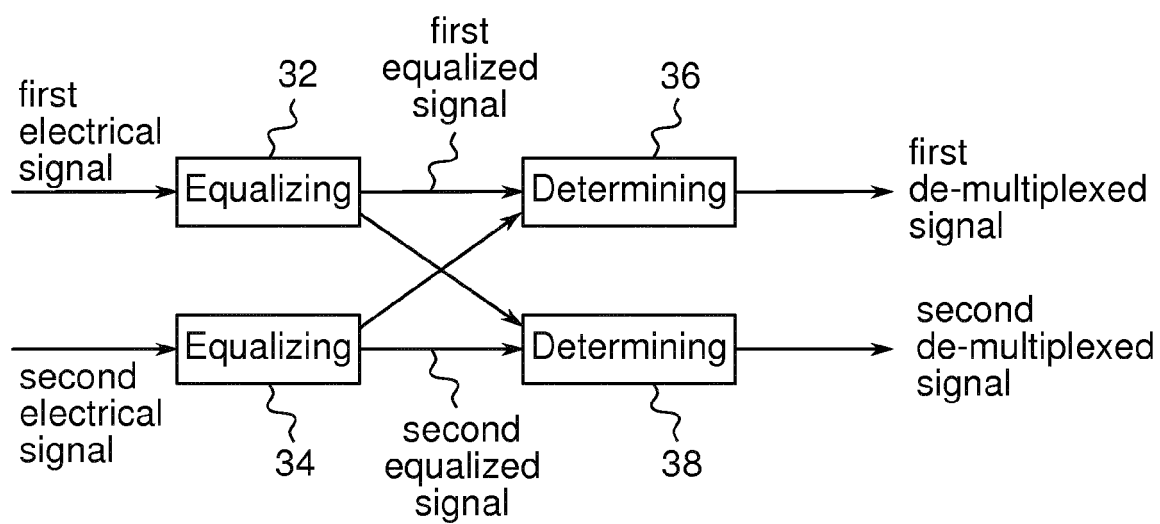 first
equalized
signal
32
36
first
electrical
signal
first
de-multiplexed
signal
Equalizing
Determining
Equalizing
Determining
second
de-multiplexed
signal
second
electrical
signal
34
second
equalized
signal
38